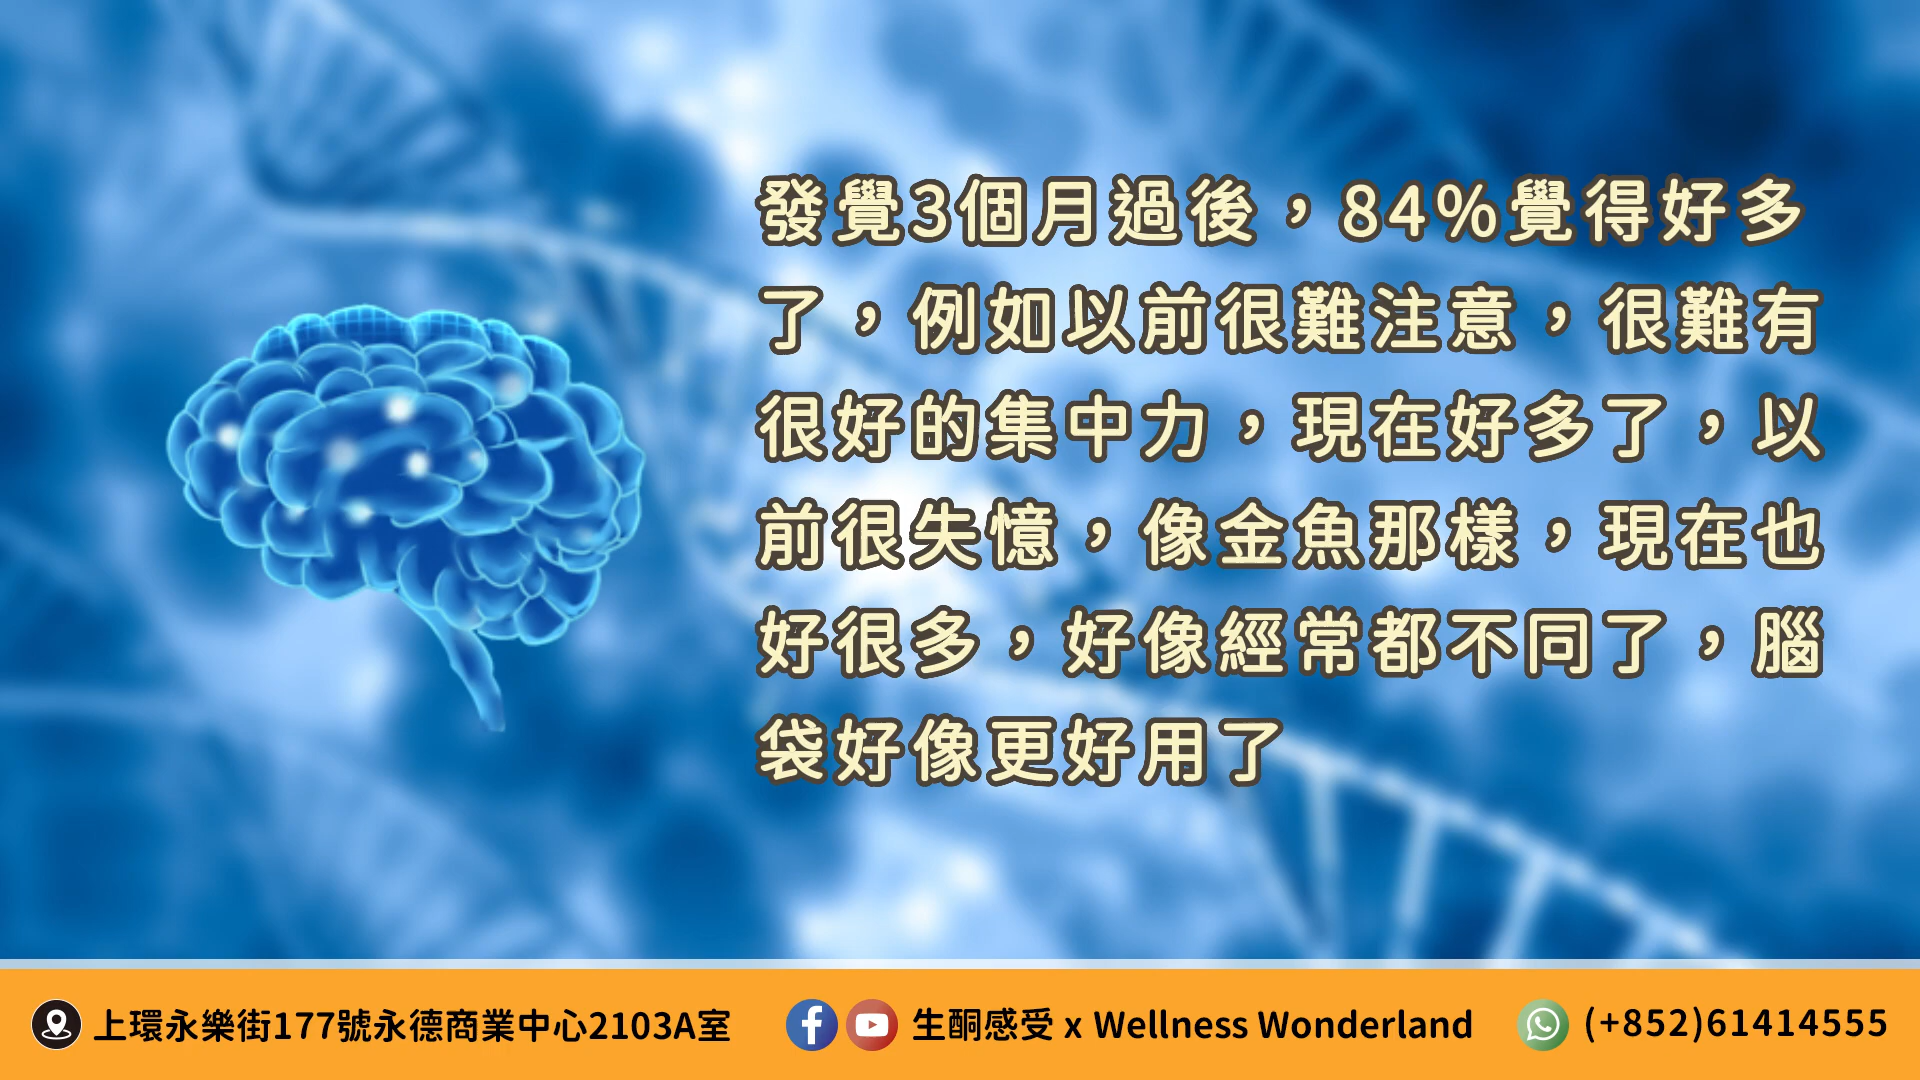 發覺3個月過後，84%覺得好多
了，例如以前很難注意，很難有
很好的集中力，現在好多了，以
前很失憶，像金魚那樣，現在也
好很多，好像經常都不同了，腦
袋好像更好用了
上環永樂街177號永德商業中心2103A室
生酮感受 x Wellness Wonderland
(+852)61414555